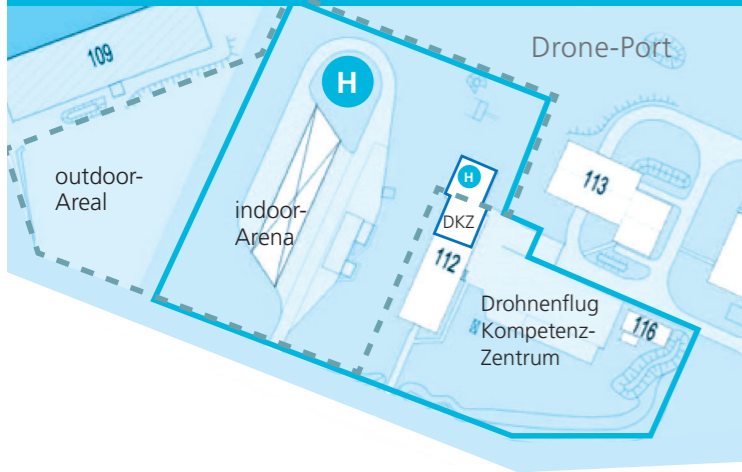 Drone-Port
109
H
outdoor-
Areal
indoor-
Arena
H
DKZ
113
112
Drohnenflug
Kompetenz-
Zentrum
116